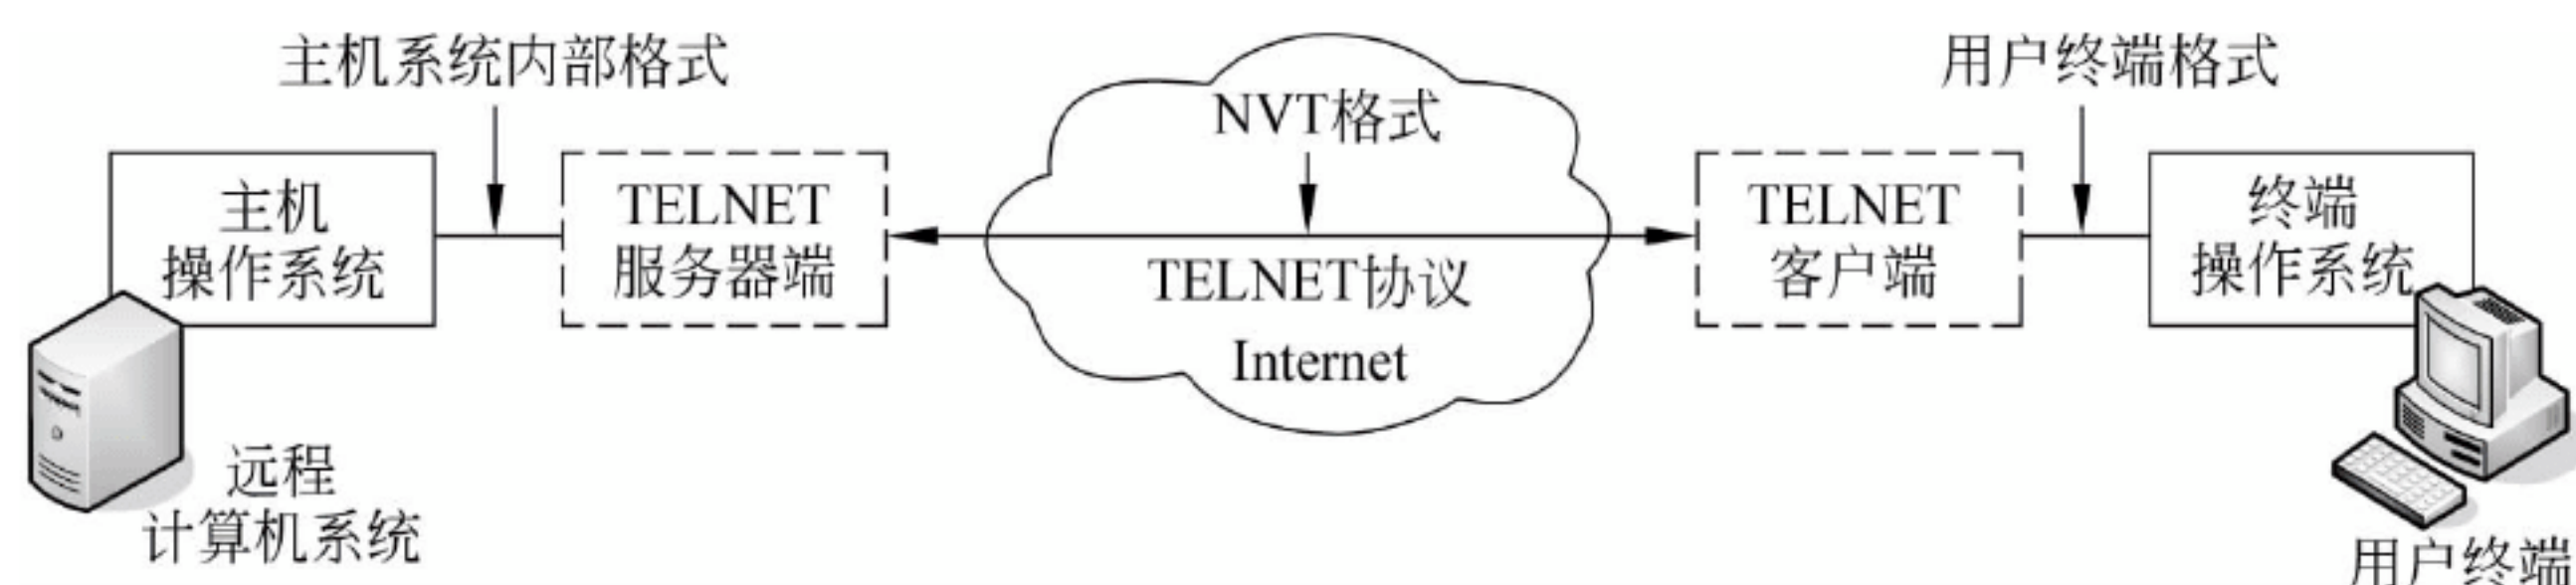 主机系统内部格式
用户终端格式
NVT格式
主机
操作系统
TELNET
服务器端
TELNET协议
Internet
TELNET
客户端
终端
操作系统
远程
计算机系统
用户终端